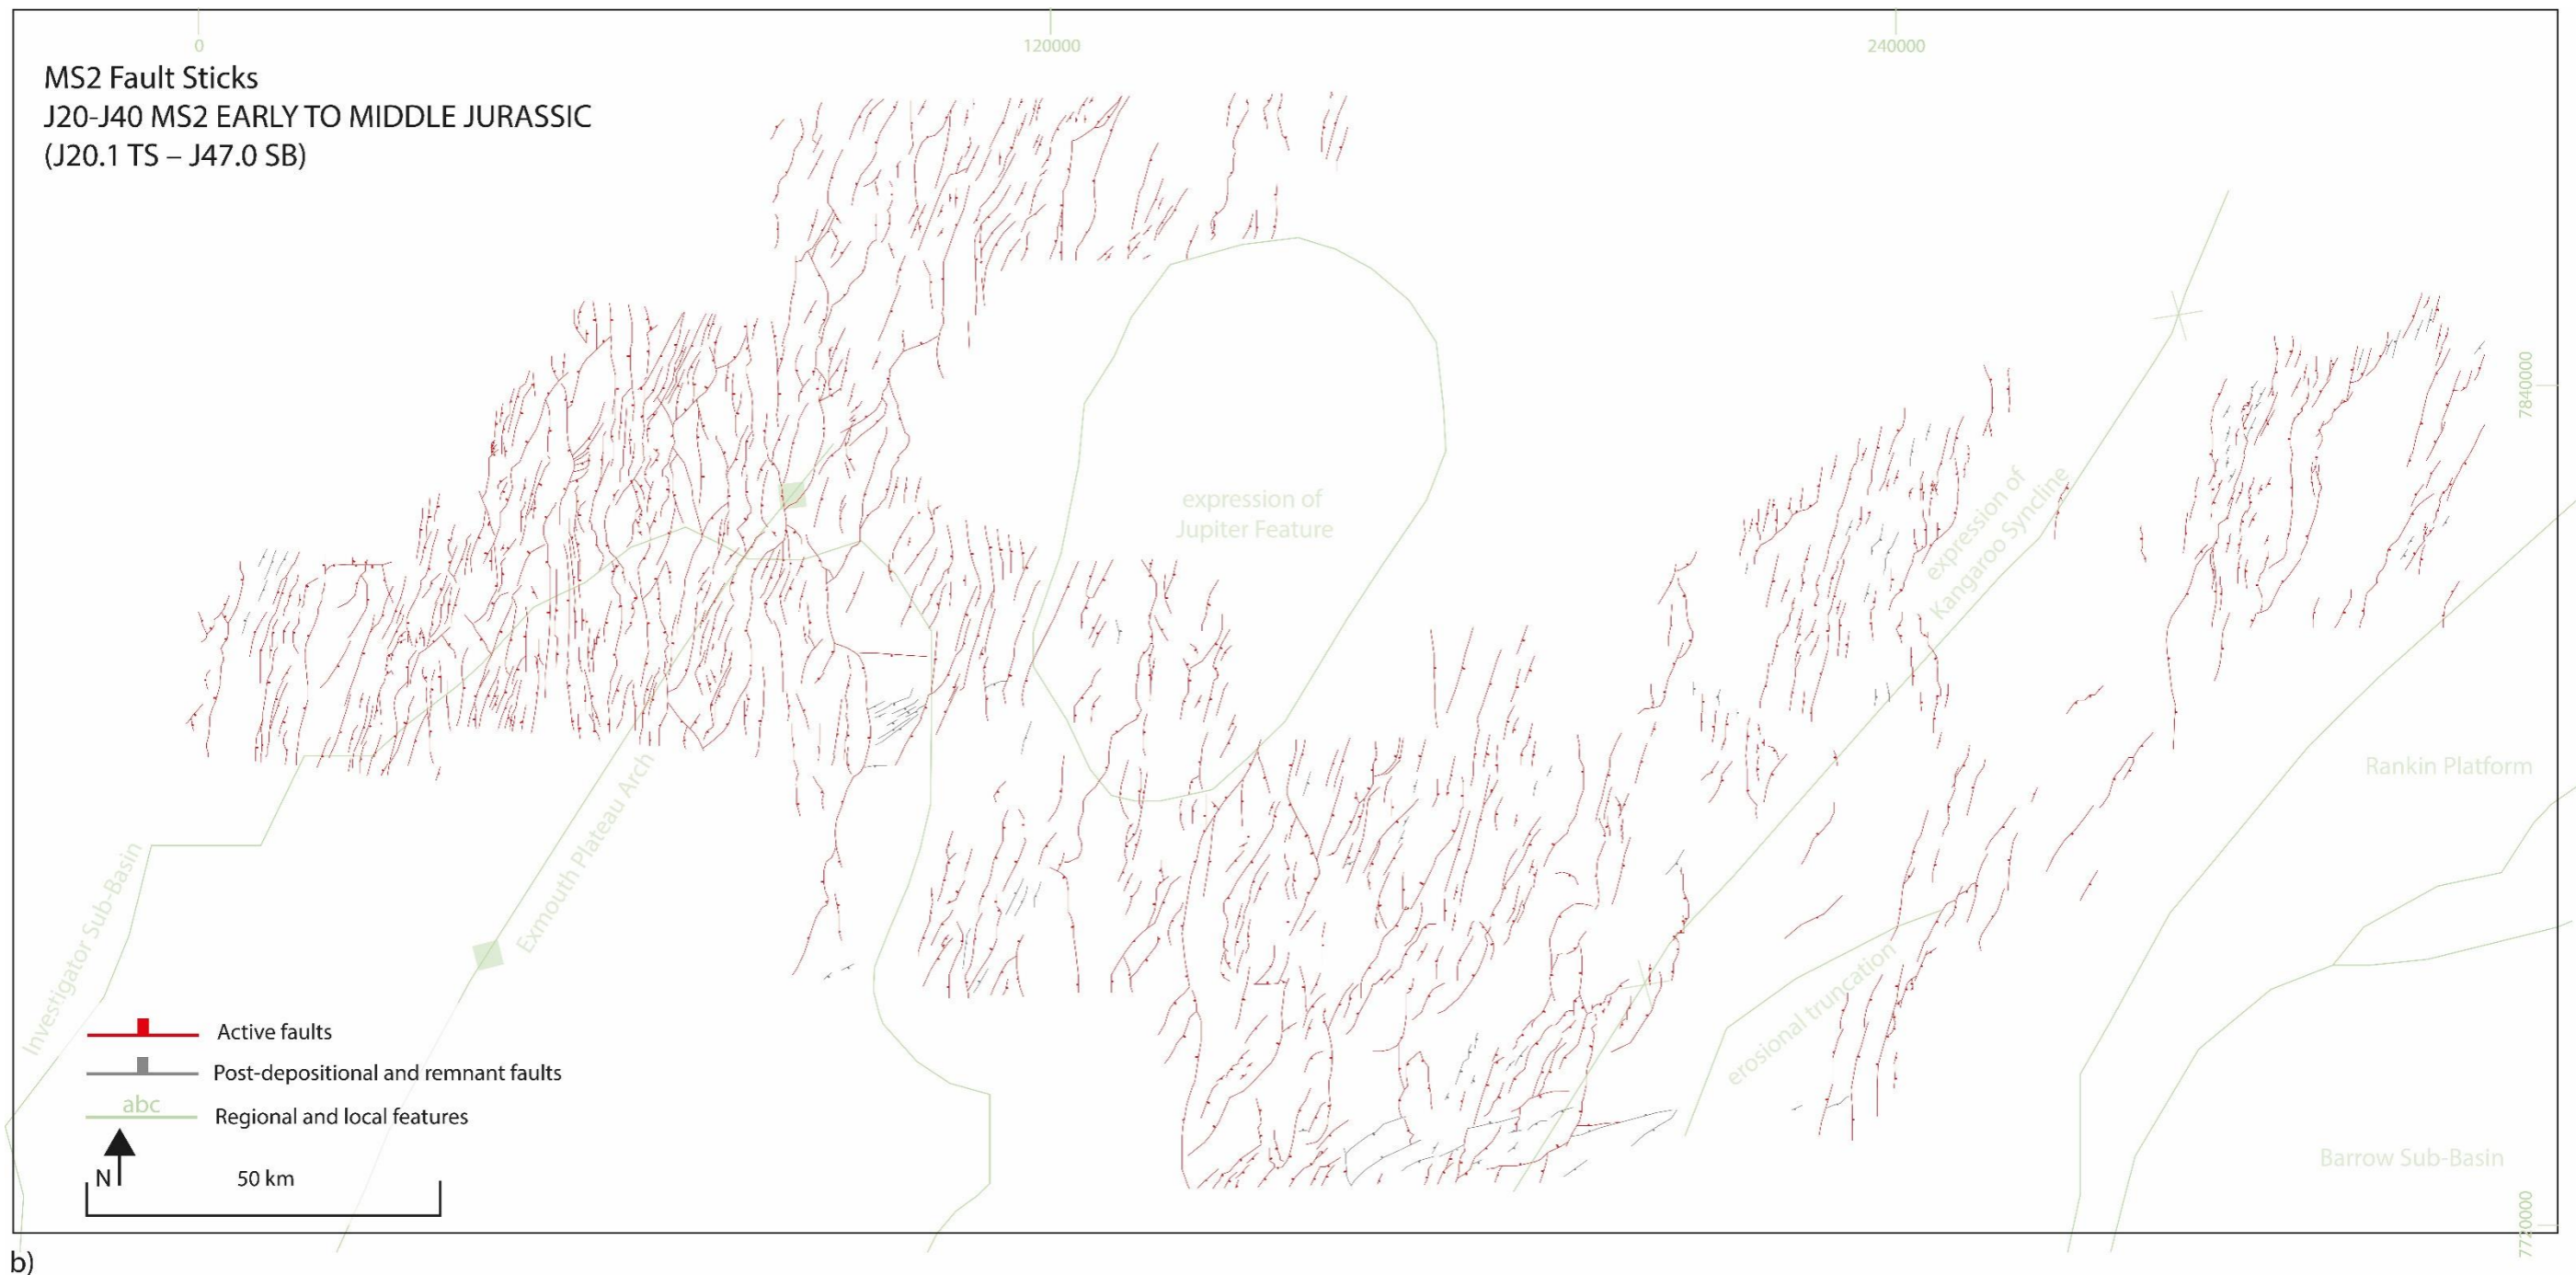 0
120000
240000
MS2 Fault Sticks
J20-J40 MS2 EARLY TO MIDDLE JURASSIC
(J20.1 TS – J47.0 SB)
7840000
expression of
Jupiter Feature
expression of
Kangaroo Syncline
Rankin Platform
Exmouth Plateau Arch
Investigator Sub-Basin
erosional truncation
Active faults
Post-depositional and remnant faults
abc
Regional and local features
N
50 km
Barrow Sub-Basin
7720000
b)